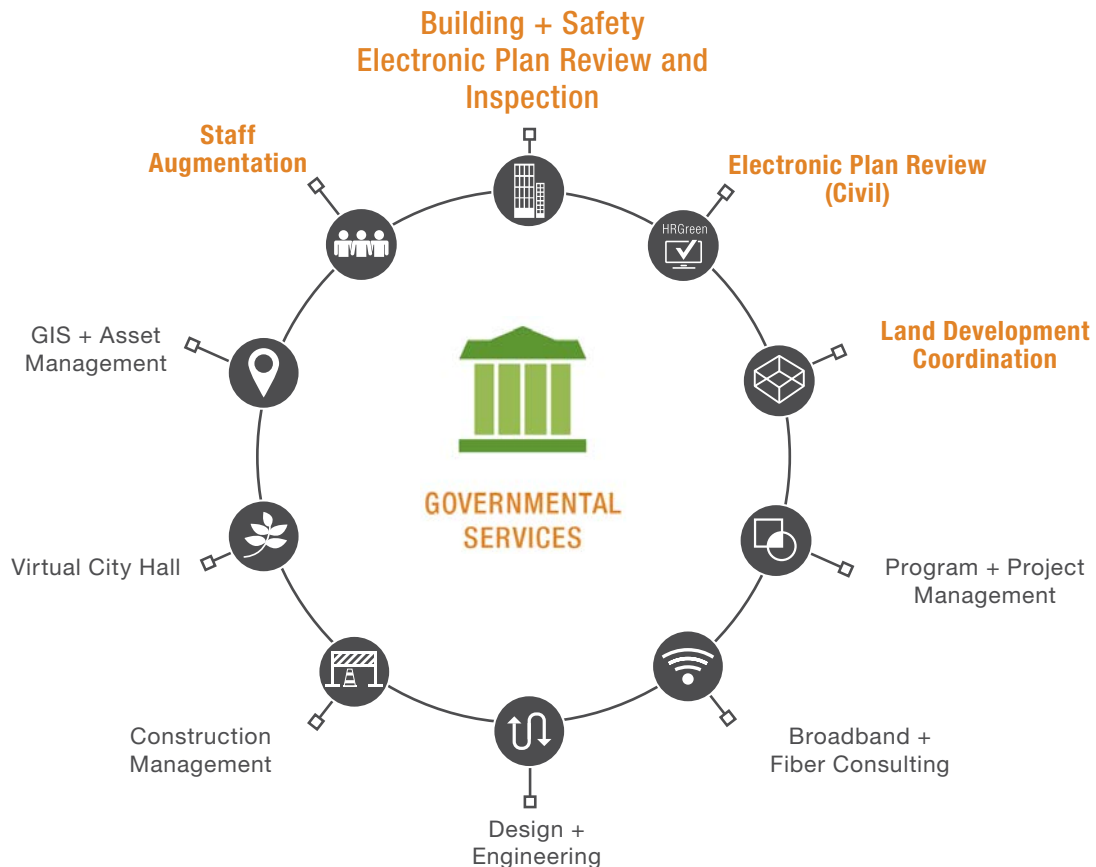 Building + Safety
Electronic Plan Review and
Inspection
Staff
Augmentation
Electronic Plan Review
(Civil)
HRGreen
GIS + Asset
Management
Land Development
Coordination
GOVERNMENTAL
SERVICES
Virtual City Hall
Program + Project
Management
Construction
Management
Broadband +
Fiber Consulting
Design +
Engineering